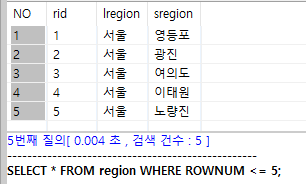 NO rid lregion sregion
1 1 서울 영등포
2 2 서울 광진
3 3 서울 여의도
4 4 서울 이태원
5 5 서울 노량진
5번째 질의[ 0.004 초 , 검색 건수 : 5 ]
--------------------------------------------------
SELECT * FROM region WHERE ROWNUM <= 5;